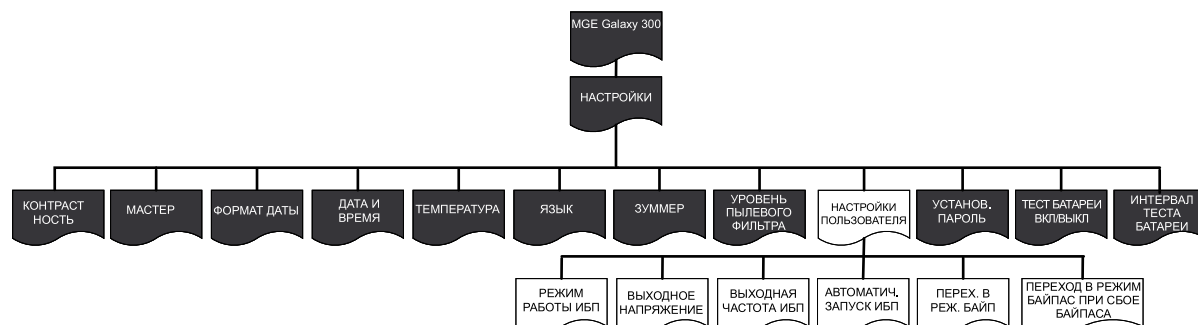 MGE Galaxy 300
НАСТРОЙКИ
КОНТРАСТ
НОСТЬ
МАСТЕР
ФОРМАТ ДАТЫ
ДАТА И
ВРЕМЯ
ТЕМПЕРАТУРА
ЯЗЫК
ЗУММЕР
УРОВЕНЬ
ПЫЛЕВОГО
ФИЛЬТРА
НАСТРОЙКИ
ПОЛЬЗОВАТЕЛЯ
УСТАНОВ.
ПАРОЛЬ
ТЕСТ БАТАРЕИ
ВКЛ/ВЫКЛ
ИНТЕРВАЛ
ТЕСТА
БАТАРЕИ
РЕЖИМ
РАБОТЫ ИБП
ВЫХОДНОЕ
НАПРЯЖЕНИЕ
ВЫХОДНАЯ
ЧАСТОТА ИБП
АВТОМАТИЧ.
ЗАПУСК ИБП
ПЕРЕХ. В
РЕЖ. БАЙП
ПЕРЕХОД В РЕЖИМ
БАЙПАС ПРИ СБОЕ
БАЙПАСА